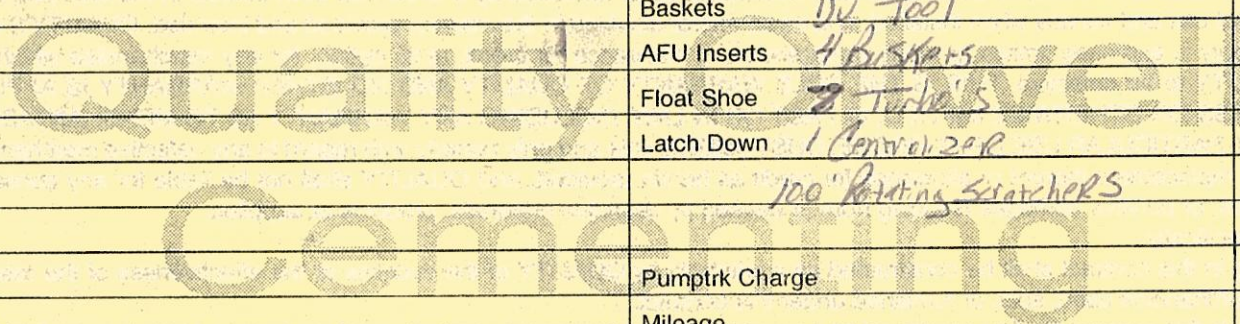 Baskets DV Tool
AFU Inserts 4 Baskets
Float Shoe 8 Turbo's
Latch Down 1 Centralizer
100' Rotating Scratchers
Pumptrk Charge
Mileage
Quality Oilwell
Cementing